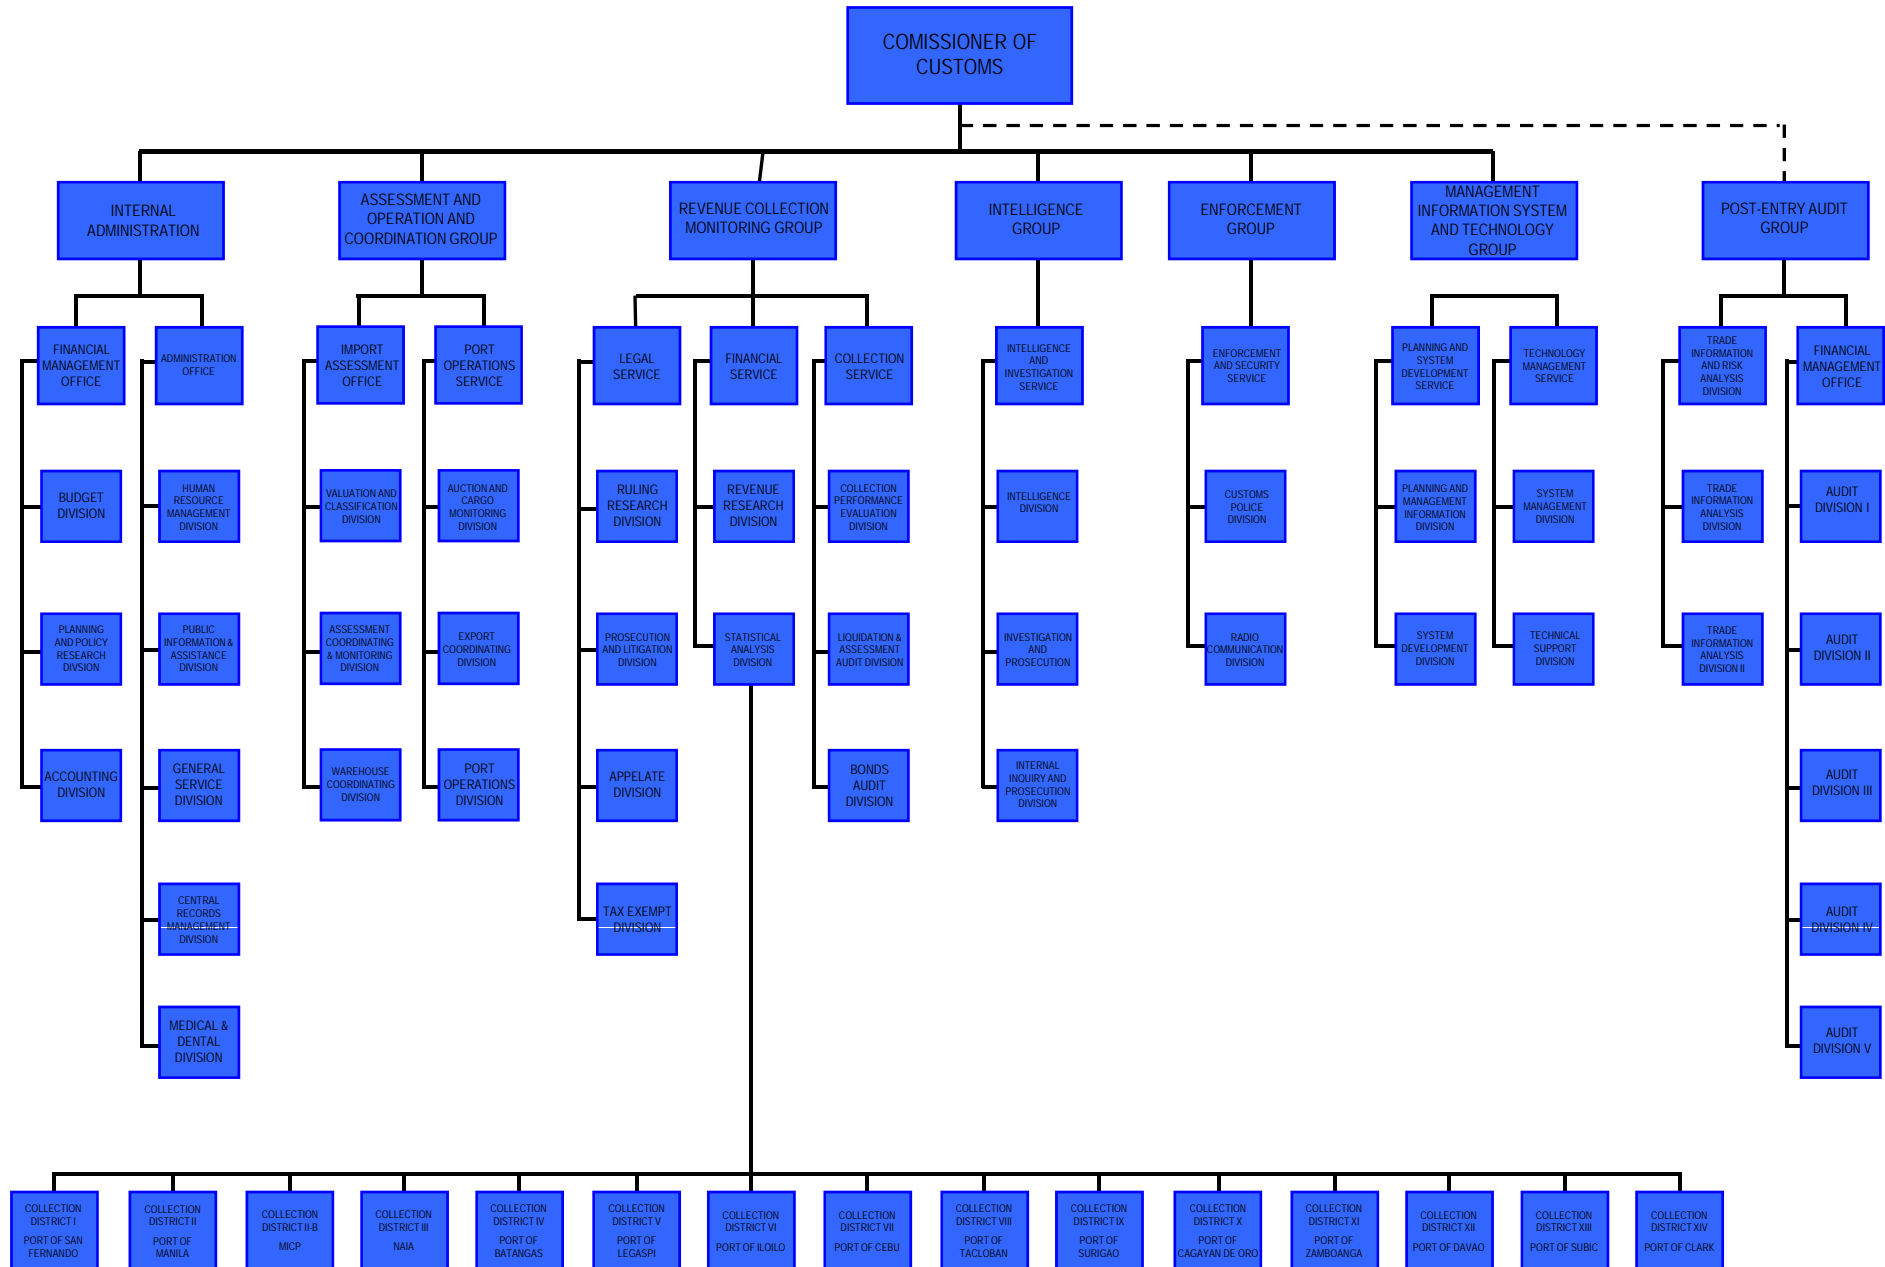 COMISSIONER OF
CUSTOMS
INTERNAL
ADMINISTRATION
ASSESSMENT AND
OPERATION AND
COORDINATION GROUP
REVENUE COLLECTION
MONITORING GROUP
INTELLIGENCE
GROUP
ENFORCEMENT
GROUP
MANAGEMENT
INFORMATION SYSTEM
AND TECHNOLOGY
GROUP
POST-ENTRY AUDIT
GROUP
FINANCIAL
MANAGEMENT
OFFICE
ADMINISTRATION
OFFICE
IMPORT
ASSESSMENT
OFFICE
PORT
OPERATIONS
SERVICE
LEGAL
SERVICE
FINANCIAL
SERVICE
COLLECTION
SERVICE
INTELLIGENCE
AND
INVESTIGATION
SERVICE
ENFORCEMENT
AND SECURITY
SERVICE
PLANNING AND
SYSTEM
DEVELOPMENT
SERVICE
TECHNOLOGY
MANAGEMENT
SERVICE
TRADE
INFORMATION
AND RISK
ANALYSIS
DIVISION
FINANCIAL
MANAGEMENT
OFFICE
BUDGET
DIVISION
HUMAN
RESOURCE
MANAGEMENT
DIVISION
VALUATION AND
CLASSIFICATION
DIVISION
AUCTION AND
CARGO
MONITORING
DIVISION
RULING
RESEARCH
DIVISION
REVENUE
RESEARCH
DIVISION
COLLECTION
PERFORMANCE
EVALUATION
DIVISION
INTELLIGENCE
DIVISION
CUSTOMS
POLICE
DIVISION
PLANNING AND
MANAGEMENT
INFORMATION
DIVISION
SYSTEM
MANAGEMENT
DIVISION
TRADE
INFORMATION
ANALYSIS
DIVISION
AUDIT
DIVISION I
PLANNING
AND POLICY
RESEARCH
DIVSION
PUBLIC
INFORMATION &
ASSISTANCE
DIVISION
ASSESSMENT
COORDINATING
& MONITORING
DIVISION
EXPORT
COORDINATING
DIVISION
PROSECUTION
AND LITIGATION
DIVISION
STATISTICAL
ANALYSIS
DIVISION
LIQUIDATION &
ASSESSMENT
AUDIT DIVISION
INVESTIGATION
AND
PROSECUTION
RADIO
COMMUNICATION
DIVISION
SYSTEM
DEVELOPMENT
DIVISION
TECHNICAL
SUPPORT
DIVISION
TRADE
INFORMATION
ANALYSIS
DIVISION II
AUDIT
DIVISION II
ACCOUNTING
DIVISION
GENERAL
SERVICE
DIVISION
WAREHOUSE
COORDINATING
DIVISION
PORT
OPERATIONS
DIVISION
APPELATE
DIVISION
BONDS
AUDIT
DIVISION
INTERNAL
INQUIRY AND
PROSECUTION
DIVISION
AUDIT
DIVISION III
CENTRAL
RECORDS
MANAGEMENT
DIVISION
TAX EXEMPT
DIVISION
AUDIT
DIVISION IV
MEDICAL &
DENTAL
DIVISION
AUDIT
DIVISION V
COLLECTION
DISTRICT I
PORT OF SAN
FERNANDO
COLLECTION
DISTRICT II
PORT OF
MANILA
COLLECTION
DISTRICT II-B
MICP
COLLECTION
DISTRICT III
NAIA
COLLECTION
DISTRICT IV
PORT OF
BATANGAS
COLLECTION
DISTRICT V
PORT OF
LEGASPI
COLLECTION
DISTRICT VI
PORT OF ILOILO
COLLECTION
DISTRICT VII
PORT OF CEBU
COLLECTION
DISTRICT VIII
PORT OF
TACLOBAN
COLLECTION
DISTRICT IX
PORT OF
SURIGAO
COLLECTION
DISTRICT X
PORT OF
CAGAYAN DE ORO
COLLECTION
DISTRICT XI
PORT OF
ZAMBOANGA
COLLECTION
DISTRICT XII
PORT OF DAVAO
COLLECTION
DISTRICT XIII
PORT OF SUBIC
COLLECTION
DISTRICT XIV
PORT OF CLARK